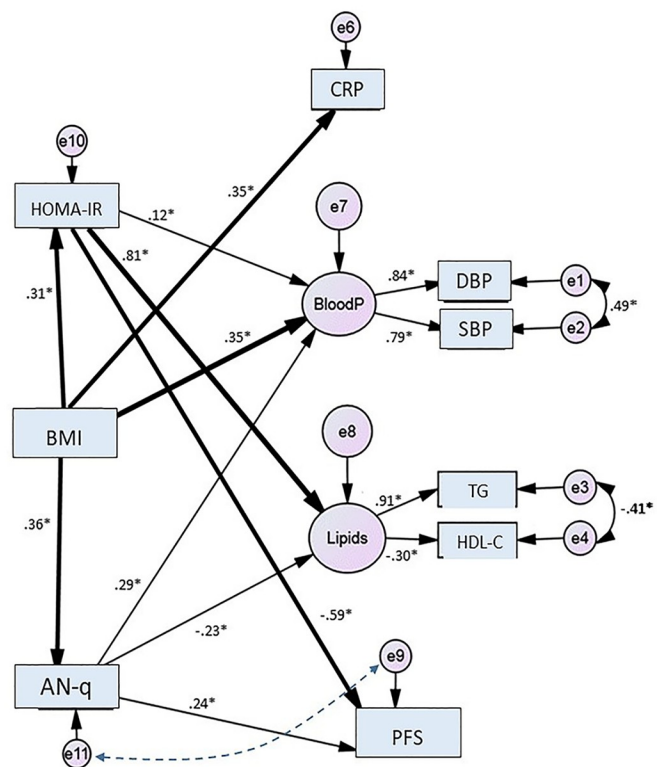 e6
CRP
e10
HOMA-IR
.35*
e7
.12*
.81*
.31*
BloodP
.84*
DBP
e1
.49*
.79*
SBP
e2
.35*
BMI
e8
.91*
TG
e3
-.41*
Lipids
-.30*
HDL-C
e4
.36*
.29*
-.23*
-.59*
e9
AN-q
.24*
PFS
e11